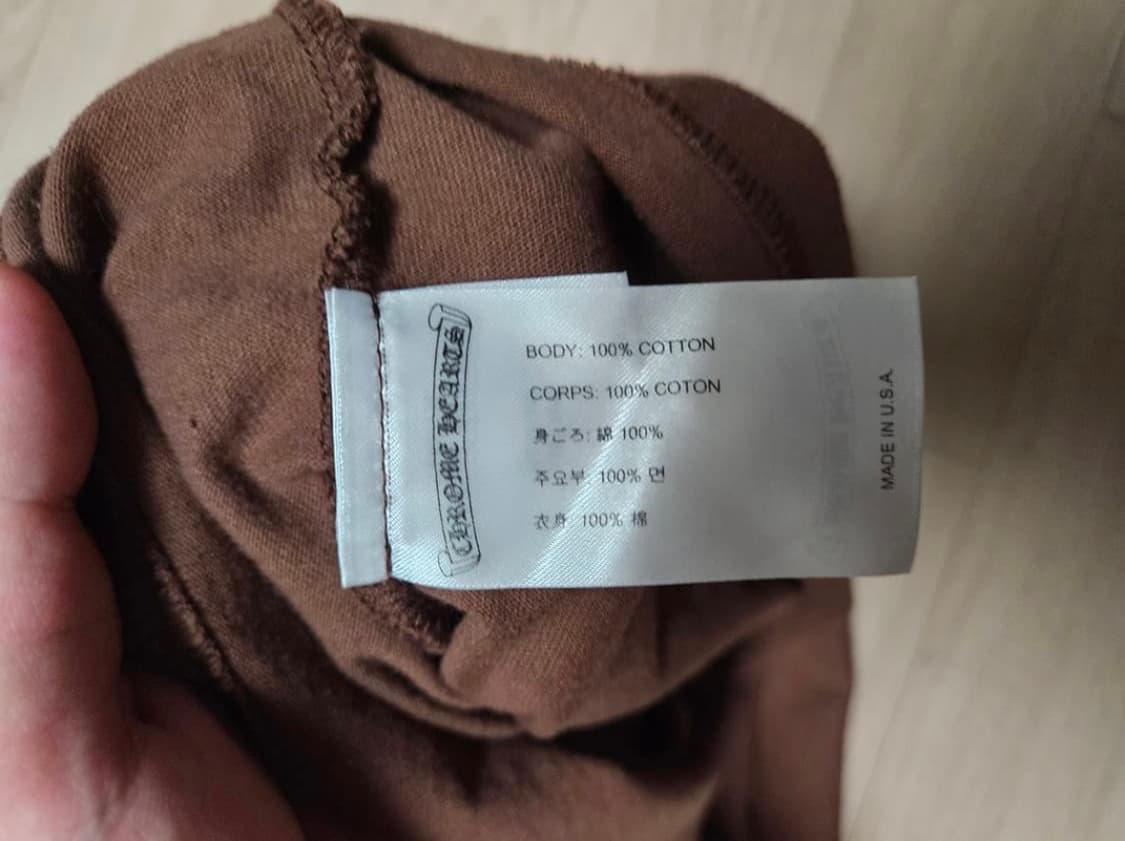 CHROME HEARTS
BODY: 100% COTTON
CORPS: 100% COTON
身ごろ: 綿 100%
주요부: 100% 면
衣身: 100% 棉
MADE IN U.S.A.